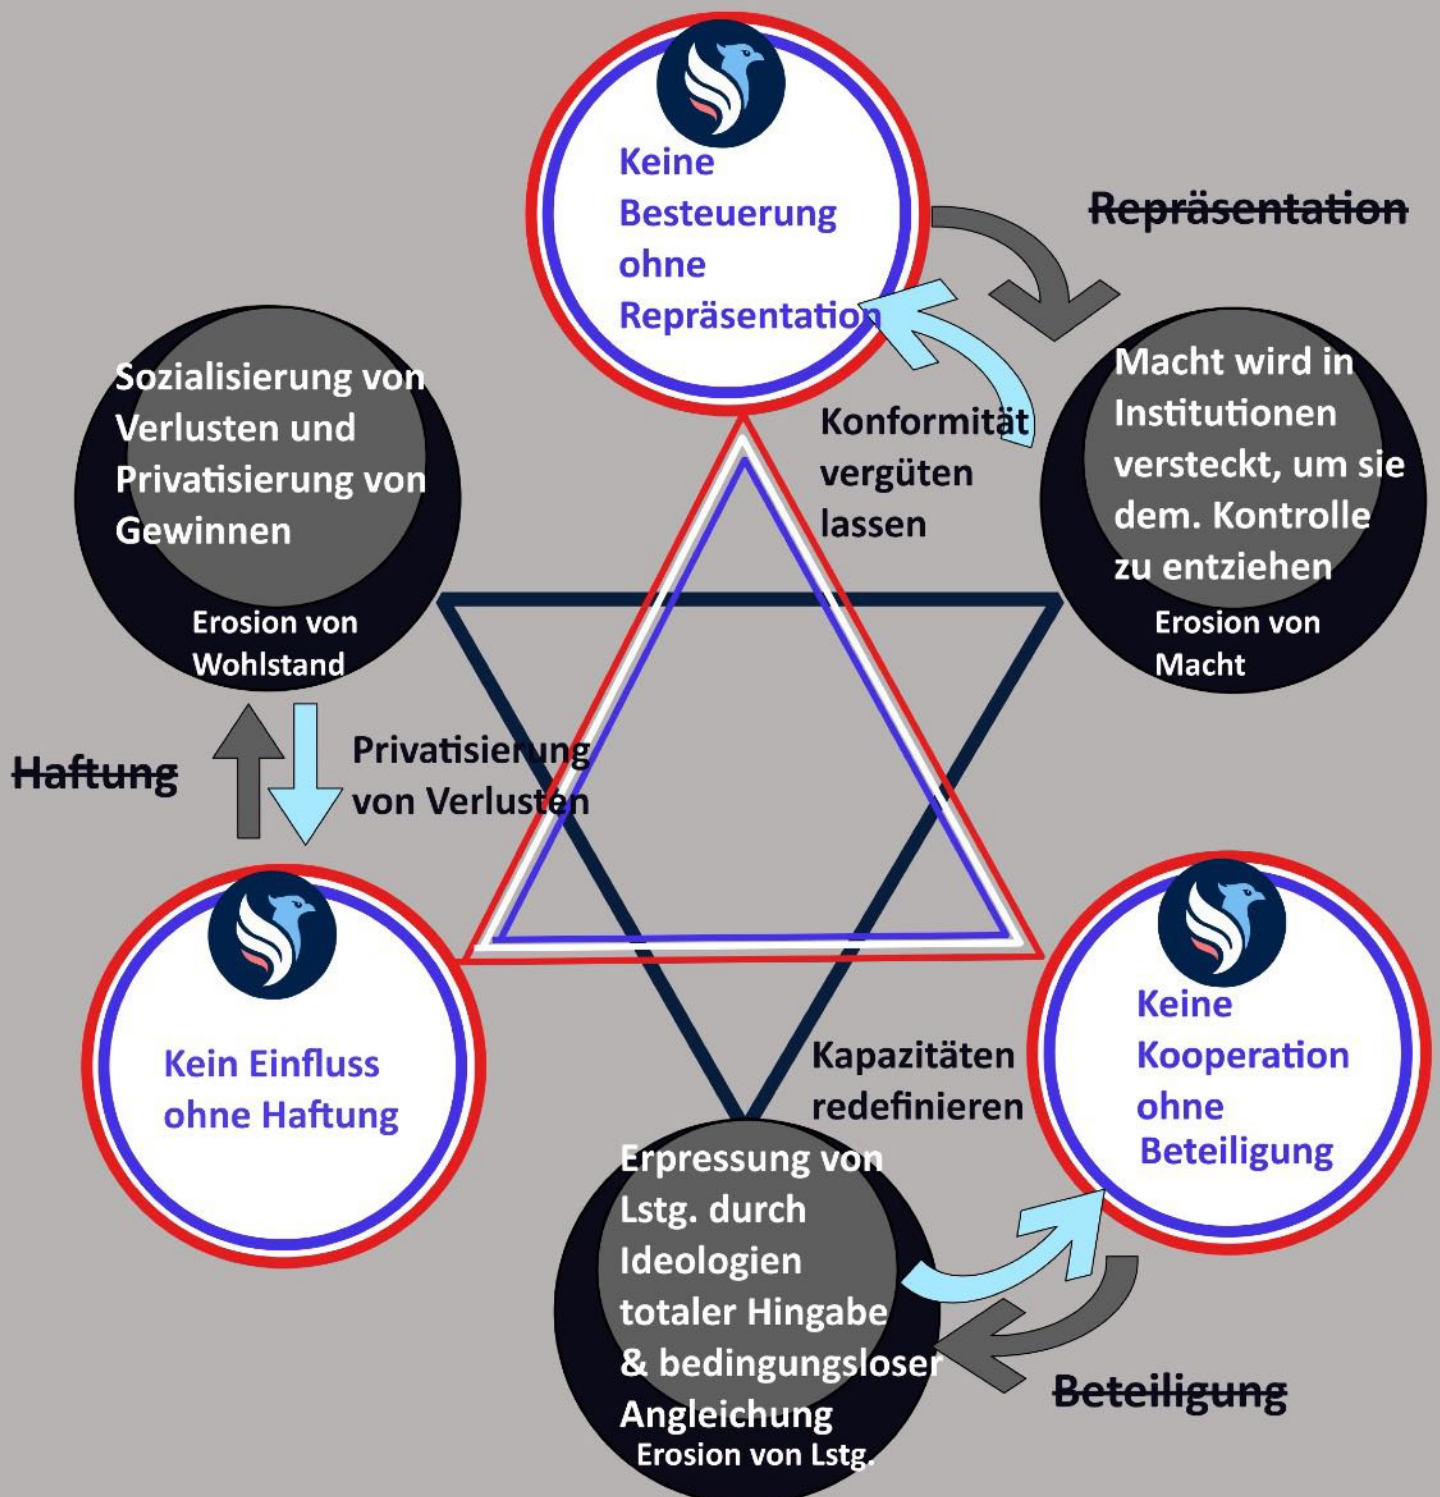 Keine
Besteuerung
ohne
Repräsentation
Repräsentation
Sozialisierung von
Verlusten und
Privatisierung von
Gewinnen
Erosion von
Wohlstand
Konformität
vergüten
lassen
Macht wird in
Institutionen
versteckt, um sie
dem. Kontrolle
zu entziehen
Erosion von
Macht
Haftung
Privatisierung
von Verlusten
Kein Einfluss
ohne Haftung
Kapazitäten
redefinieren
Keine
Kooperation
ohne
Beteiligung
Erpressung von
Lstg. durch
Ideologien
totaler Hingabe
& bedingungsloser
Angleichung
Erosion von Lstg.
Beteiligung